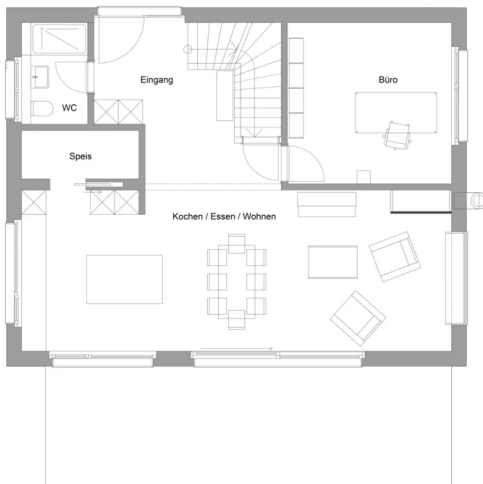 Eingang
Büro
WC
Speis
Kochen / Essen / Wohnen